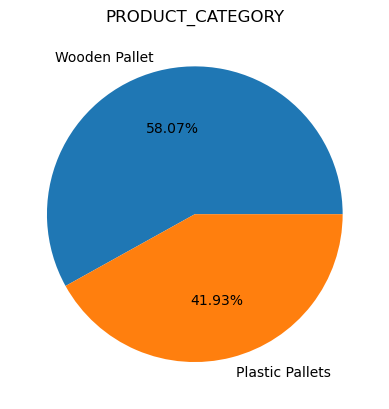 PRODUCT_CATEGORY
Wooden Pallet
58.07%
41.93%
Plastic Pallets